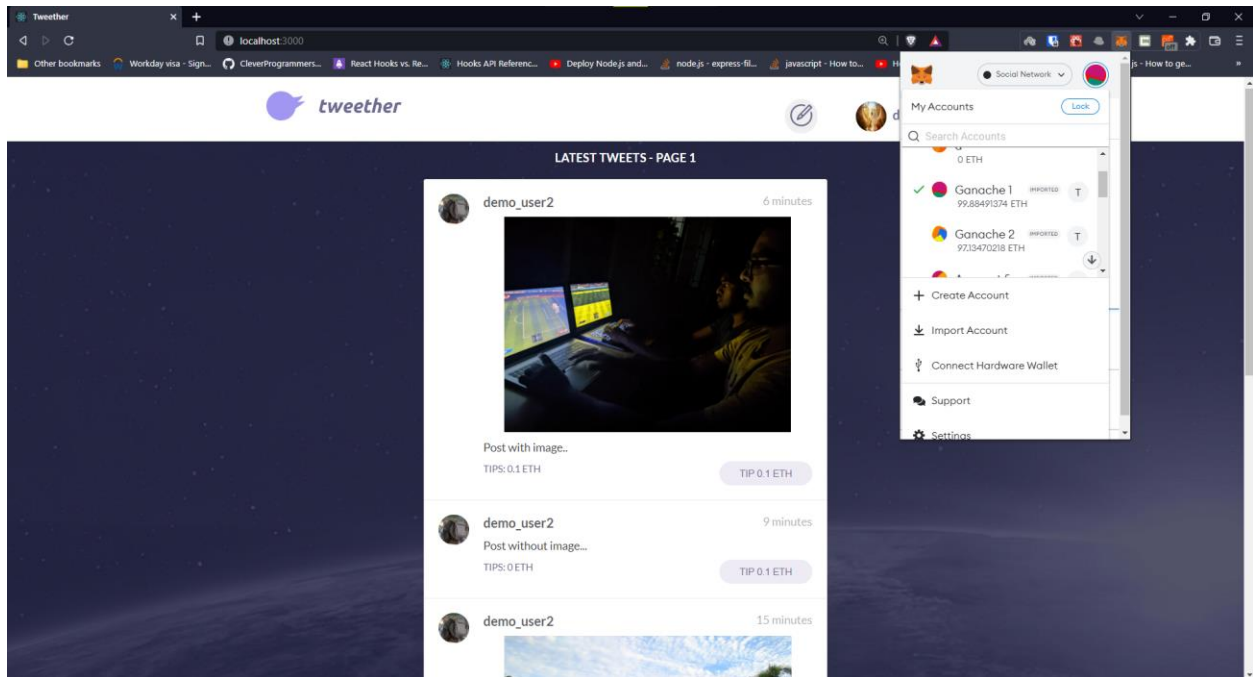 Tweether
localhost:3000
Other bookmarks
Workday visa - Sign...
CleverProgrammers...
React Hooks vs. Re...
Hooks API Referenc...
Deploy Node.js and...
node.js - express-fil...
javascript - How to...
js - How to ge...
tweether
LATEST TWEETS - PAGE 1
demo_user2
6 minutes
Post with image..
TIPS: 0.1 ETH
TIP 0.1 ETH
demo_user2
9 minutes
Post without image...
TIPS: 0 ETH
TIP 0.1 ETH
demo_user2
15 minutes
Social Network
My Accounts
Lock
Search Accounts
0 ETH
Ganache 1
IMPORTED
T
99.88491374 ETH
Ganache 2
IMPORTED
T
97.13470218 ETH
Create Account
Import Account
Connect Hardware Wallet
Support
Settings